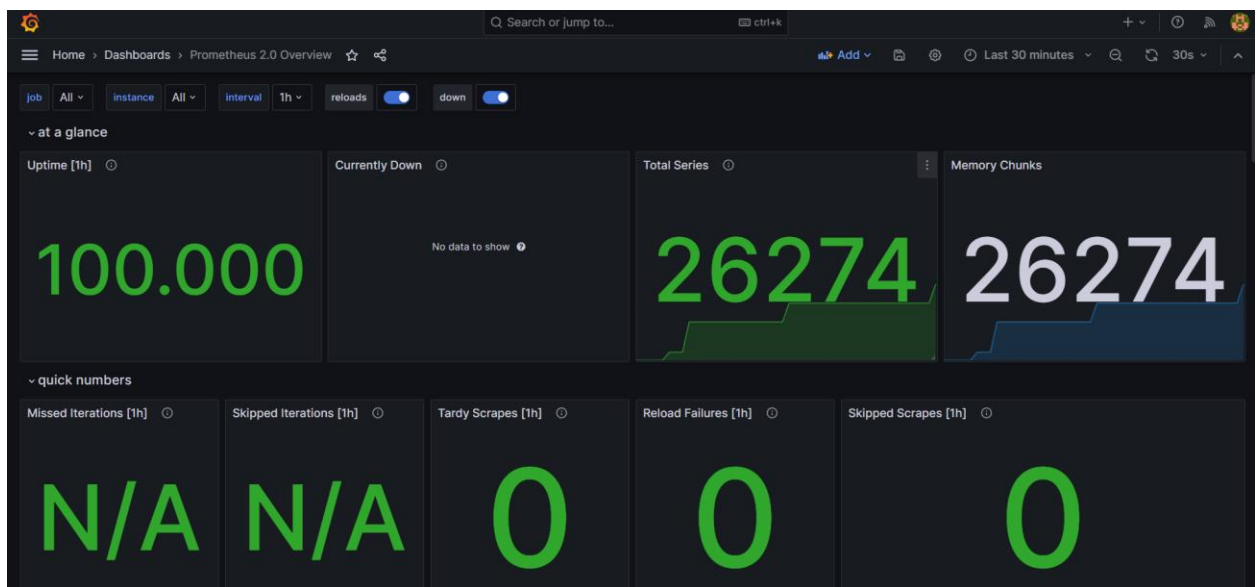 Search or jump to... ctrl+k
Home › Dashboards › Prometheus 2.0 Overview Add Last 30 minutes 30s
job All instance All interval 1h reloads down
at a glance
Uptime [1h] Currently Down Total Series Memory Chunks
No data to show
100.000 26274 26274
quick numbers
Missed Iterations [1h] Skipped Iterations [1h] Tardy Scrapes [1h] Reload Failures [1h] Skipped Scrapes [1h]
N/A N/A 0 0 0